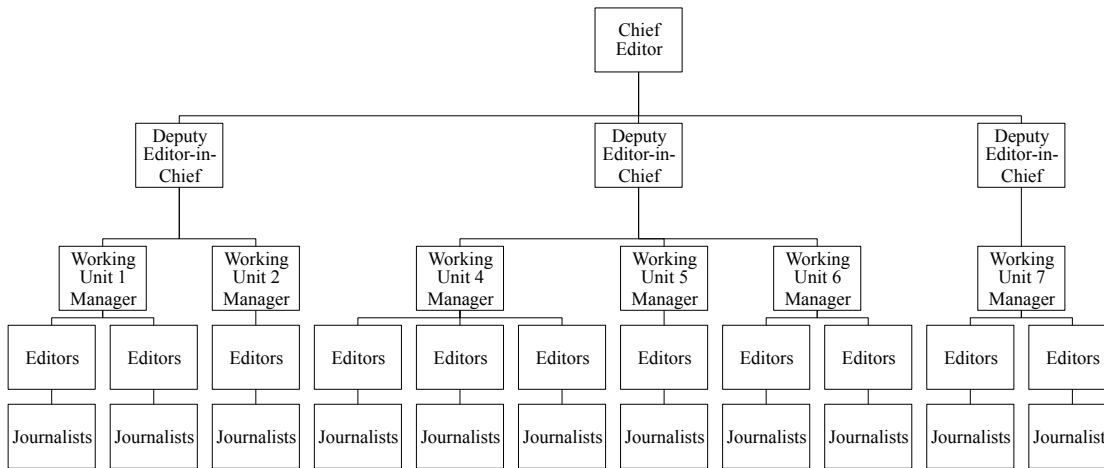 Chief
Editor
Deputy
Editor-in-
Chief
Deputy
Editor-in-
Chief
Deputy
Editor-in-
Chief
Working
Unit 1
Manager
Working
Unit 2
Manager
Working
Unit 4
Manager
Working
Unit 5
Manager
Working
Unit 6
Manager
Working
Unit 7
Manager
Editors
Editors
Editors
Editors
Editors
Editors
Editors
Editors
Editors
Editors
Editors
Journalists
Journalists
Journalists
Journalists
Journalists
Journalists
Journalists
Journalists
Journalists
Journalists
Journalist